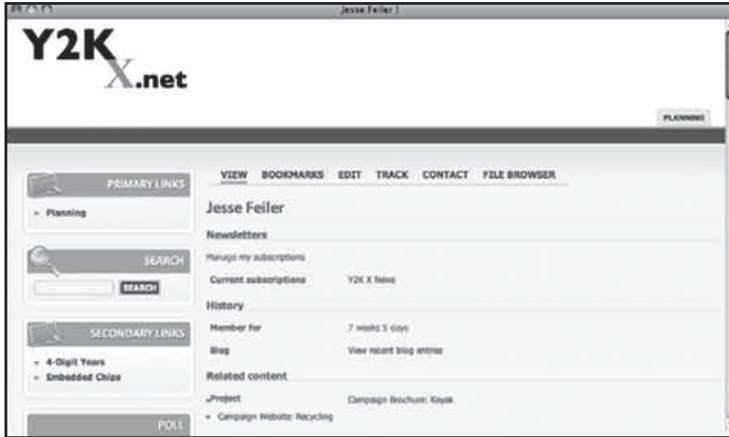 Jesse Feiler |
Y2K
X.net
PLANNING
PRIMARY LINKS
» Planning
SEARCH
SEARCH
SECONDARY LINKS
» 4-Digit Years
» Embedded Chips
POLL
VIEW BOOKMARKS EDIT TRACK CONTACT FILE BROWSER
Jesse Feiler
Newsletters
Manage my subscriptions
Current subscriptions Y2K X News
History
Member for 7 weeks 5 days
Blog View recent blog entries
Related content
Project Campaign Brochure: Kayak
» Campaign Website: Recycling